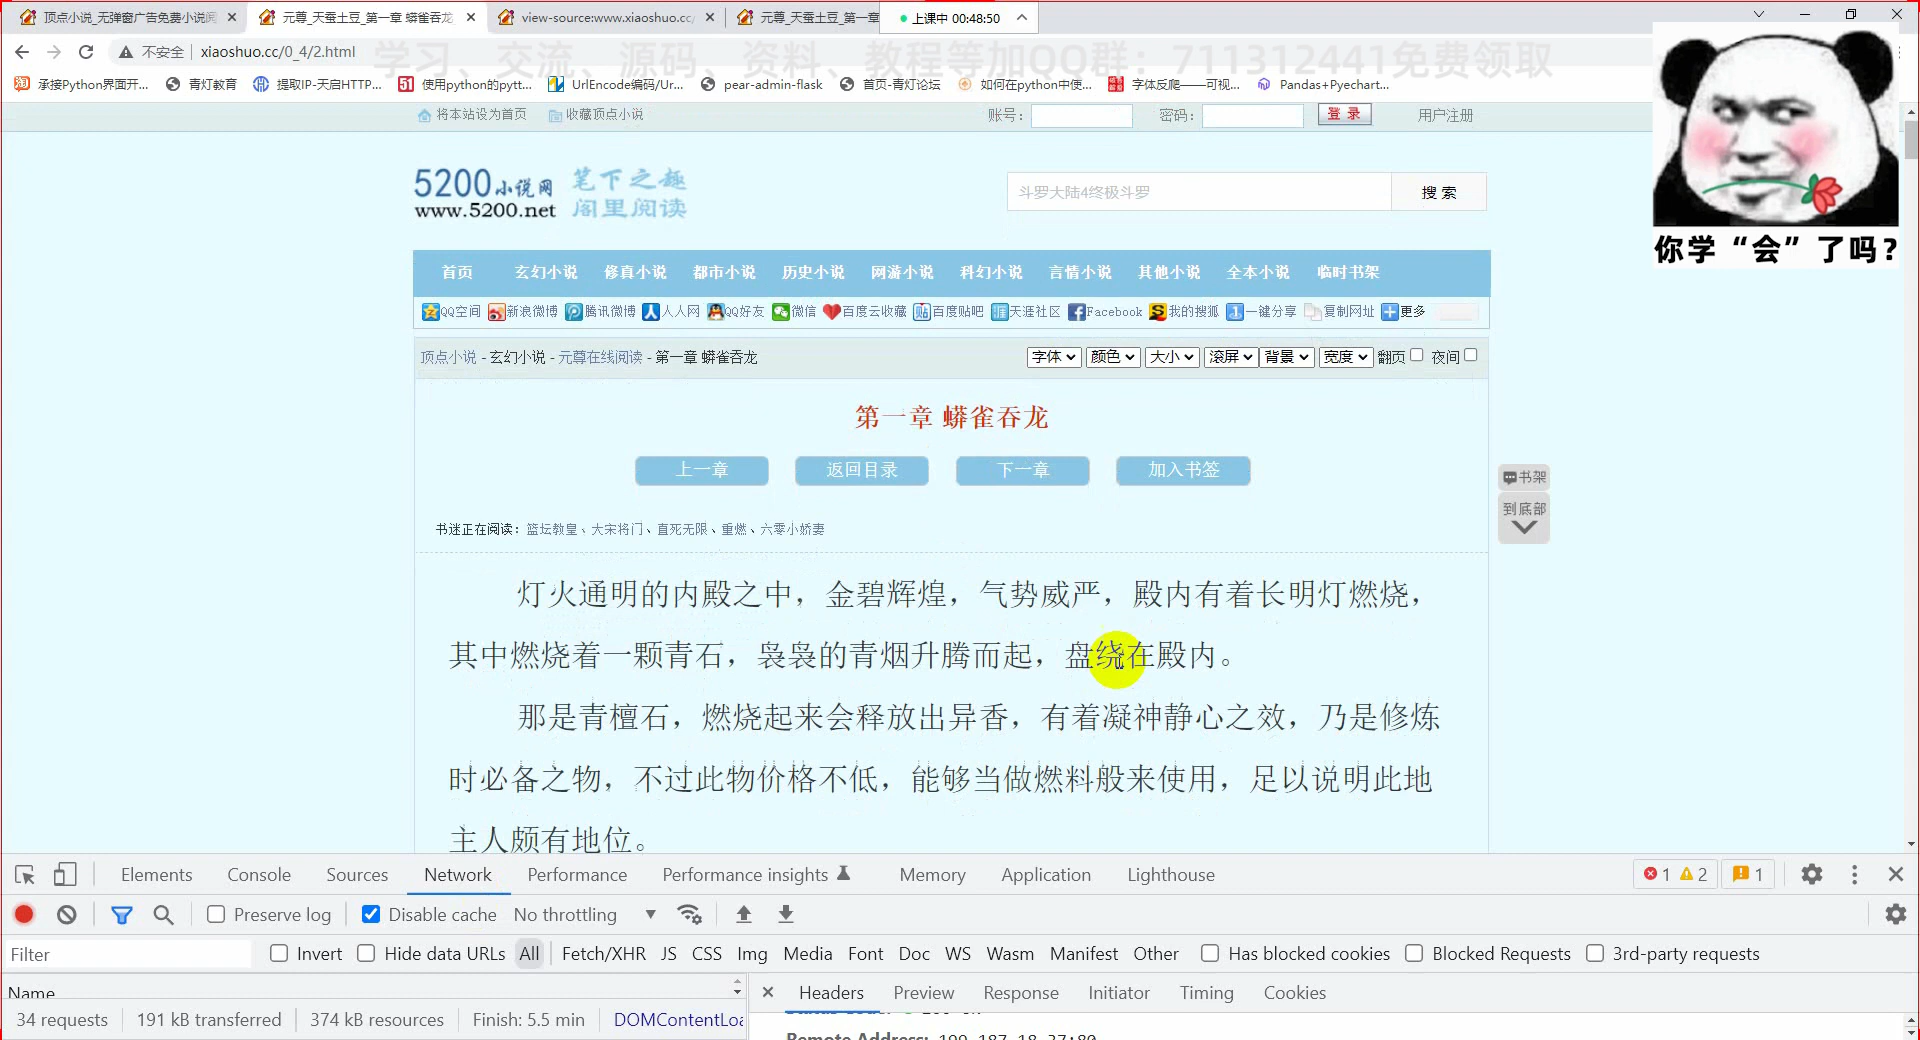 顶点小说_无弹窗广告免费小说阅
元尊_天蚕土豆_第一章 蟒雀吞龙
view-source:www.xiaoshuo.cc/
元尊_天蚕土豆_第一章
上课中 00:48:50
不安全 xiaoshuo.cc/0_4/2.html
学习、交流、源码、资料、教程等加QQ群：711312441免费领取
承接Python界面开... 青灯教育 提取IP-天启HTTP... 使用python的pytt... UrlEncode编码/Ur... pear-admin-flask 首页-青灯论坛 如何在python中使... 字体反爬——可视... Pandas+Pyechart...
将本站设为首页 收藏顶点小说 账号： 密码： 登 录 用户注册
5200小说网 笔下之趣
www.5200.net 阁里阅读
斗罗大陆4终极斗罗 搜 索
你学“会”了吗?
首页 玄幻小说 修真小说 都市小说 历史小说 网游小说 科幻小说 言情小说 其他小说 全本小说 临时书架
QQ空间 新浪微博 腾讯微博 人人网 QQ好友 微信 百度云收藏 百度贴吧 天涯社区 Facebook 我的搜狐 一键分享 复制网址 更多
顶点小说 - 玄幻小说 - 元尊在线阅读 - 第一章 蟒雀吞龙 字体 颜色 大小 滚屏 背景 宽度 翻页 夜间
第一章 蟒雀吞龙
上一章 返回目录 下一章 加入书签
书架
到底部
书迷正在阅读：篮坛教皇、大宋将门、直死无限、重燃、六零小娇妻
灯火通明的内殿之中，金碧辉煌，气势威严，殿内有着长明灯燃烧，
其中燃烧着一颗青石，袅袅的青烟升腾而起，盘绕在殿内。
那是青檀石，燃烧起来会释放出异香，有着凝神静心之效，乃是修炼
时必备之物，不过此物价格不低，能够当做燃料般来使用，足以说明此地
主人颇有地位。
Elements Console Sources Network Performance Performance insights Memory Application Lighthouse 1 2 1
Preserve log Disable cache No throttling
Filter Invert Hide data URLs All Fetch/XHR JS CSS Img Media Font Doc WS Wasm Manifest Other Has blocked cookies Blocked Requests 3rd-party requests
Name
Headers Preview Response Initiator Timing Cookies
34 requests 191 kB transferred 374 kB resources Finish: 5.5 min DOMContentLoa
Remote Address: